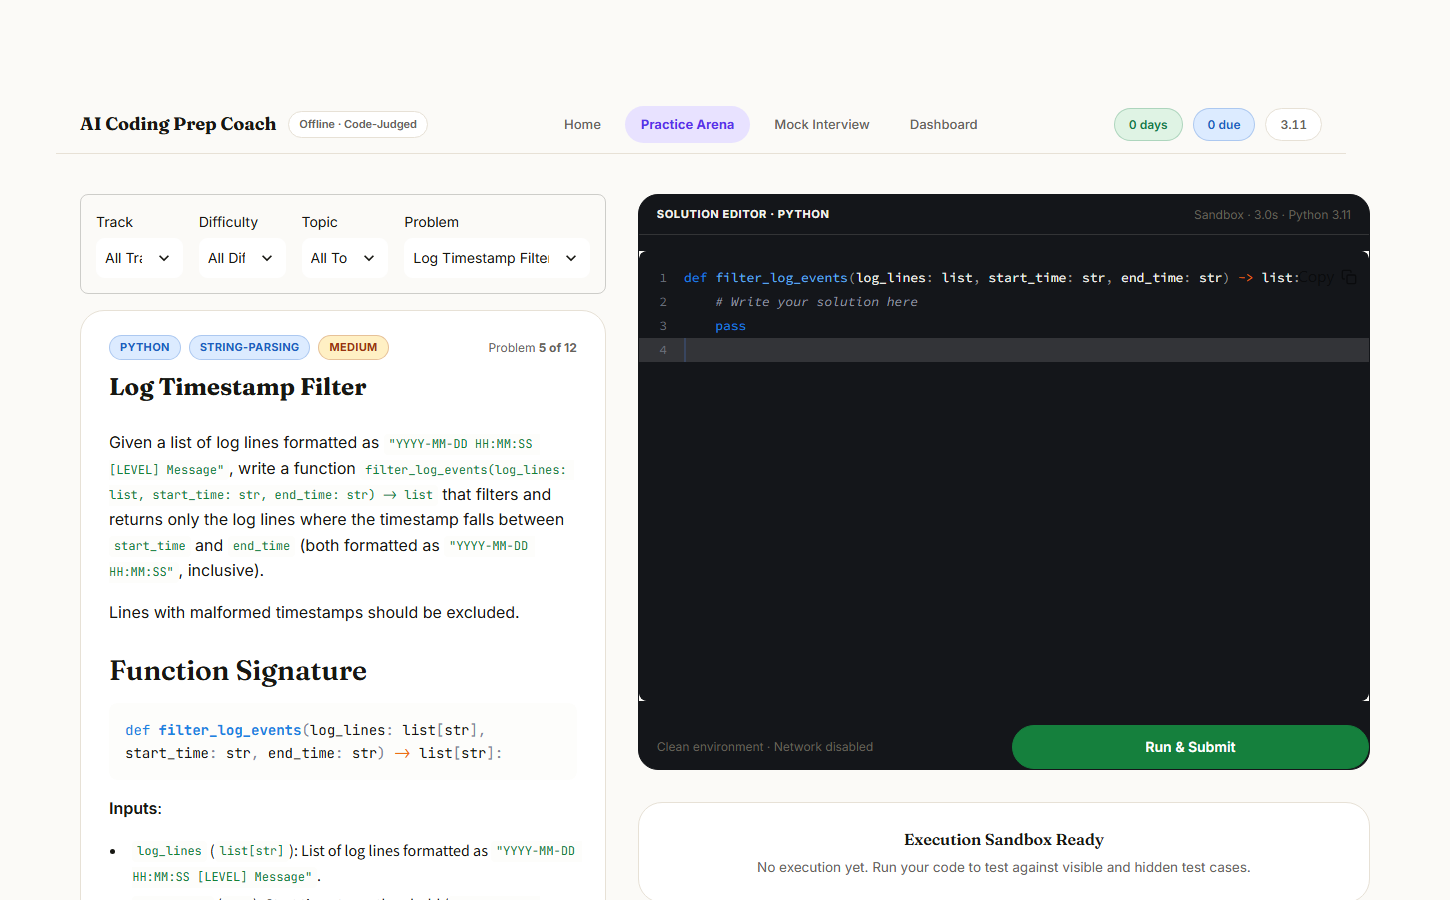 AI Coding Prep Coach
Offline · Code-Judged
Home
Practice Arena
Mock Interview
Dashboard
0 days
0 due
3.11
Track
Difficulty
Topic
Problem
All Tra
All Dif
All To
Log Timestamp Filter
PYTHON
STRING-PARSING
MEDIUM
Problem 5 of 12
Log Timestamp Filter
Given a list of log lines formatted as "YYYY-MM-DD HH:MM:SS
[LEVEL] Message" , write a function filter_log_events(log_lines:
list, start_time: str, end_time: str) -> list that filters and
returns only the log lines where the timestamp falls between
start_time and end_time (both formatted as "YYYY-MM-DD
HH:MM:SS" , inclusive).
Lines with malformed timestamps should be excluded.
Function Signature
def filter_log_events(log_lines: list[str],
start_time: str, end_time: str) -> list[str]:
Inputs:
• log_lines ( list[str] ): List of log lines formatted as "YYYY-MM-DD
HH:MM:SS [LEVEL] Message" .
SOLUTION EDITOR · PYTHON
Sandbox · 3.0s · Python 3.11
1 def filter_log_events(log_lines: list, start_time: str, end_time: str) -> list:
Copy
2 # Write your solution here
3 pass
4
Clean environment · Network disabled
Run & Submit
Execution Sandbox Ready
No execution yet. Run your code to test against visible and hidden test cases.